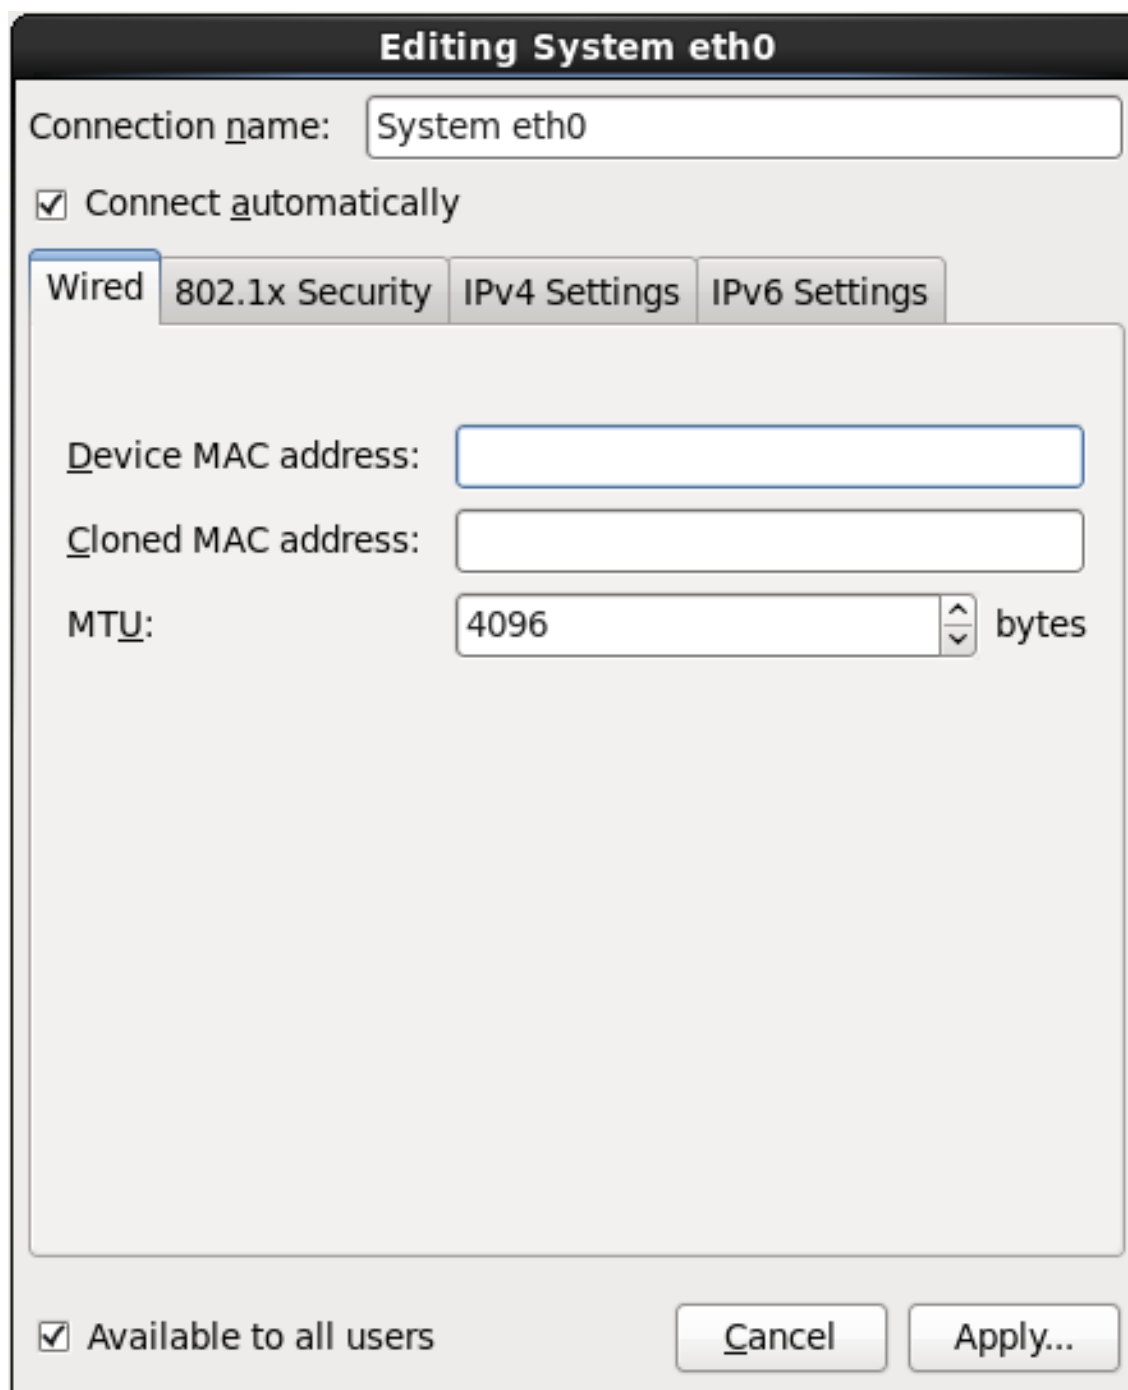 Editing System eth0
Connection name: System eth0
Connect automatically
Wired 802.1x Security IPv4 Settings IPv6 Settings
Device MAC address:
Cloned MAC address:
MTU: 4096 bytes
Available to all users Cancel Apply...